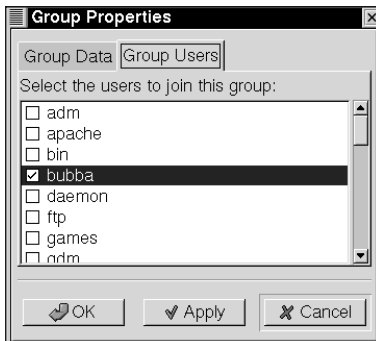 Group Properties
Group Data Group Users
Select the users to join this group:
adm
apache
bin
bubba
daemon
ftp
games
gdm
OK Apply Cancel